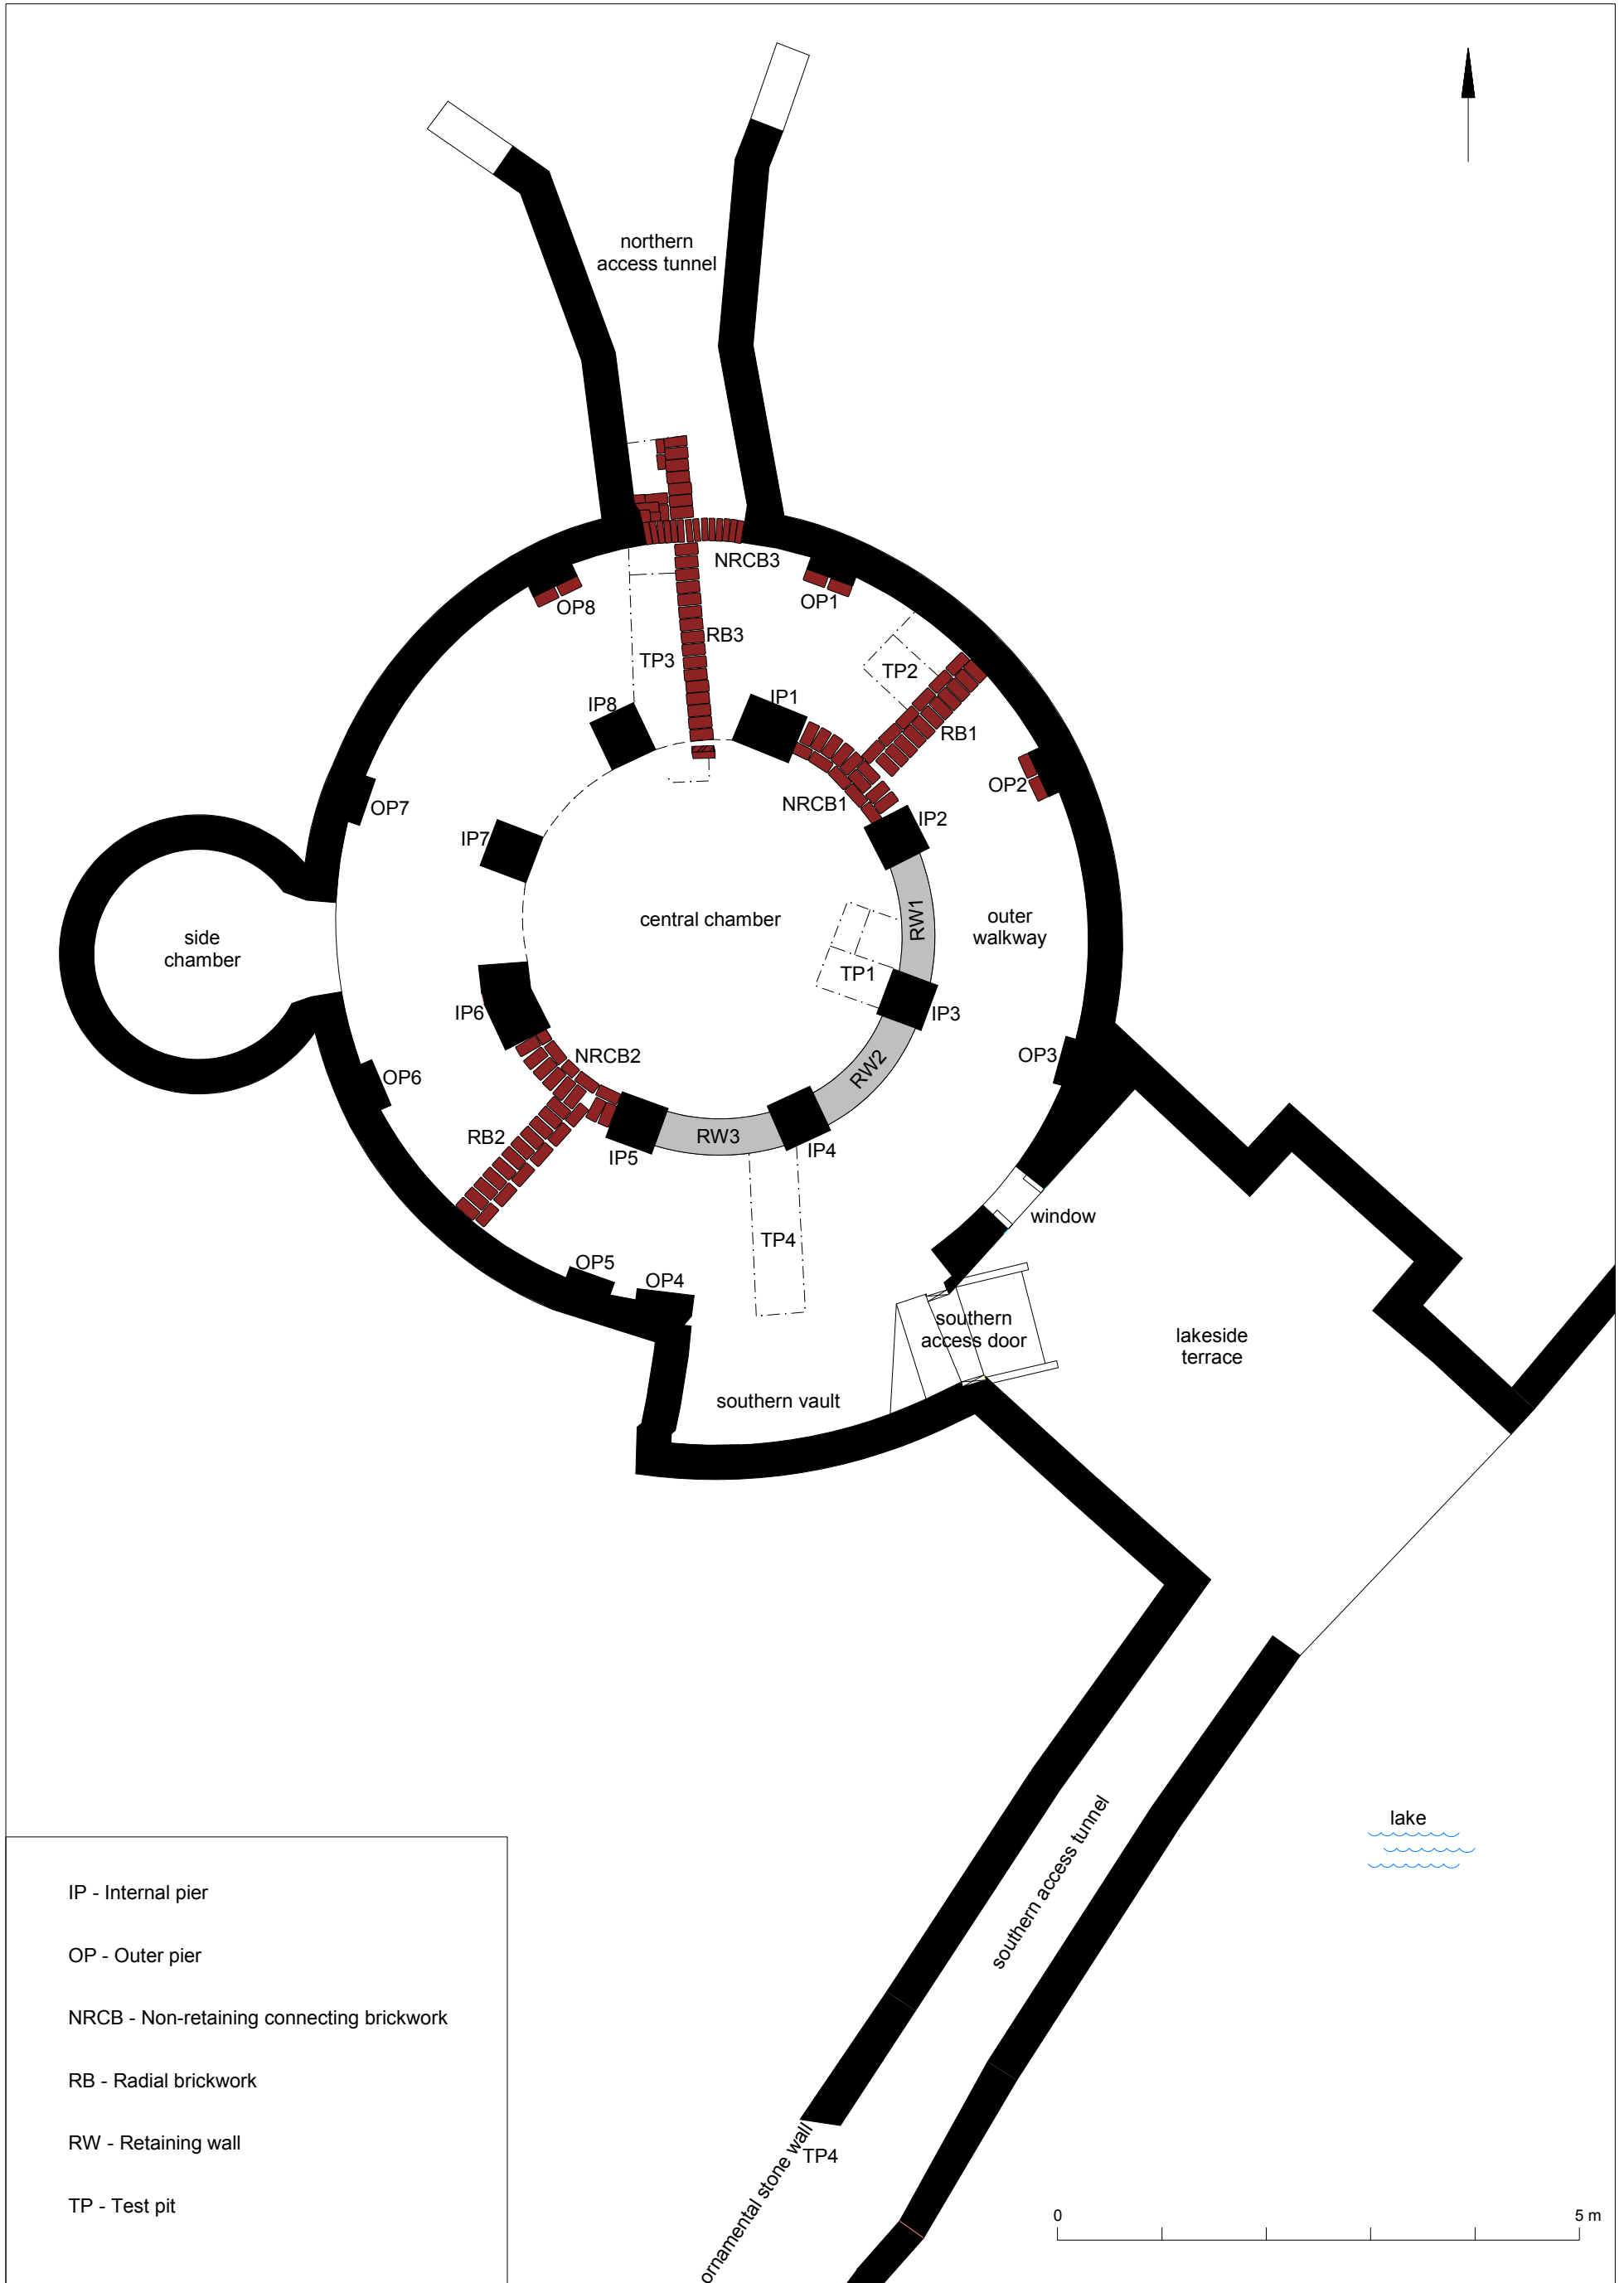 northern
access tunnel
NRCB3
OP1
OP8
RB3
TP3
TP2
IP1
IP8
RB1
OP2
NRCB1
OP7
IP2
IP7
central chamber
RW1
outer
walkway
side
chamber
TP1
IP3
IP6
NRCB2
OP3
RW2
OP6
RB2
RW3
IP4
IP5
window
TP4
OP5
OP4
southern
access door
lakeside
terrace
southern vault
lake
southern access tunnel
IP - Internal pier
OP - Outer pier
NRCB - Non-retaining connecting brickwork
RB - Radial brickwork
RW - Retaining wall
TP - Test pit
TP4
ornamental stone wall
0
5 m